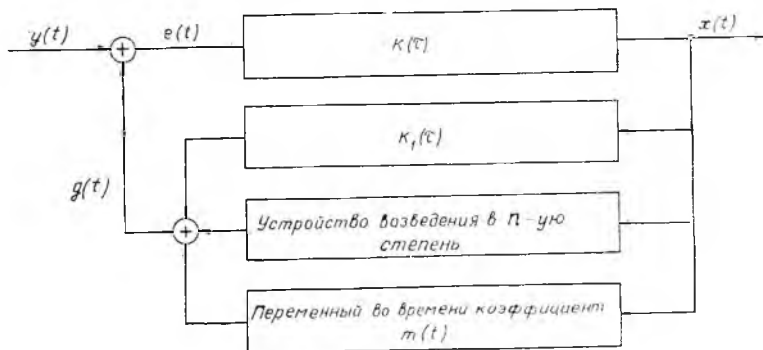 y(t)
e(t)
K(τ)
x(t)
K₁(τ)
g(t)
Устройство возведения в n-ую
степень
Переменный во времени коэффициент
m(t)